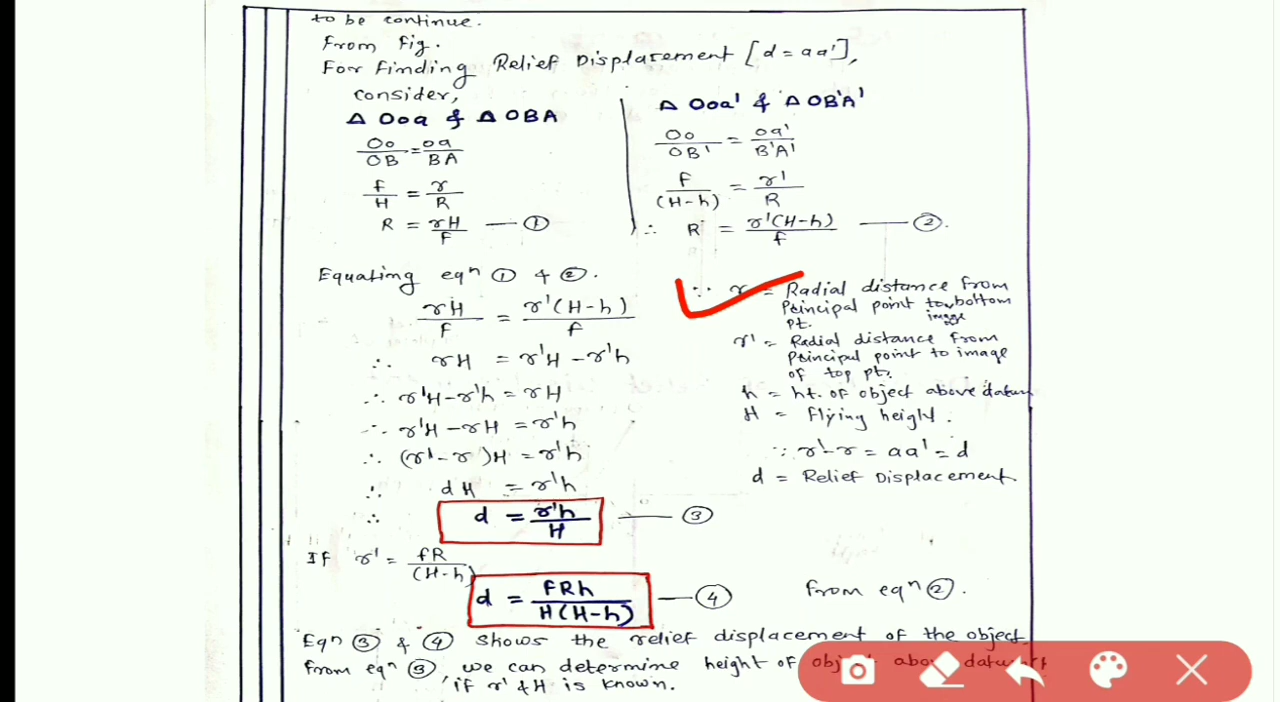 to be continue.
From fig.
For Finding Relief Displacement [d = aa'],
consider,
Δ Ooa & Δ OBA
Oo/OB = oa/BA
f/H = r/R
R = rH/F — ①
Δ Ooa' & Δ OB'A'
Oo/OB' = oa'/B'A'
F/(H-h) = r'/R
∴ R = r'(H-h)/f — ②.
Equating eqn ① & ②.
rH/F = r'(H-h)/f
∴ rH = r'H - r'h
∴ r'H - r'h = rH
∴ r'H - rH = r'h
∴ (r' - r)H = r'h
∴ dH = r'h
∴ d = r'h/H — ③
∵ r = Radial distance from
Principal point to bottom
image
pt.
r' = Radial distance from
Principal point to image
of top pt.
h = ht. of object above datum
H = flying height.
∵ r' - r = aa' = d
d = Relief Displacement.
If r' = fR/(H-h)
d = FRh/H(H-h) — ④ from eqn ②.
Eqn ③ & ④ shows the relief displacement of the object.
From eqn ③, we can determine height of object above datum
if r' & H is known.